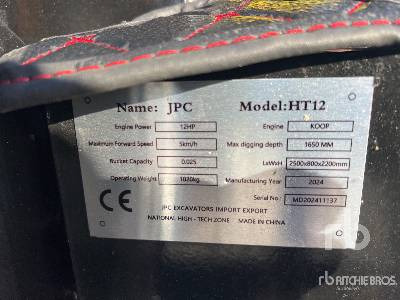 Name: JPC Model:HT12
Engine Power 12HP Engine KOOP
Maximum Forward Speed 5km/h Max digging depth 1650 MM
Bucket Capacity 0.025 LxWxH 2500x800x2200mm
Operating Weight 1020kg Manufacturing Year 2024
Serial No MD202411137
CE
JPC EXCAVATORS IMPORT EXPORT
NATIONAL HIGH - TECH ZONE MADE IN CHINA
rb
RITCHIE BROS.
Auctioneers